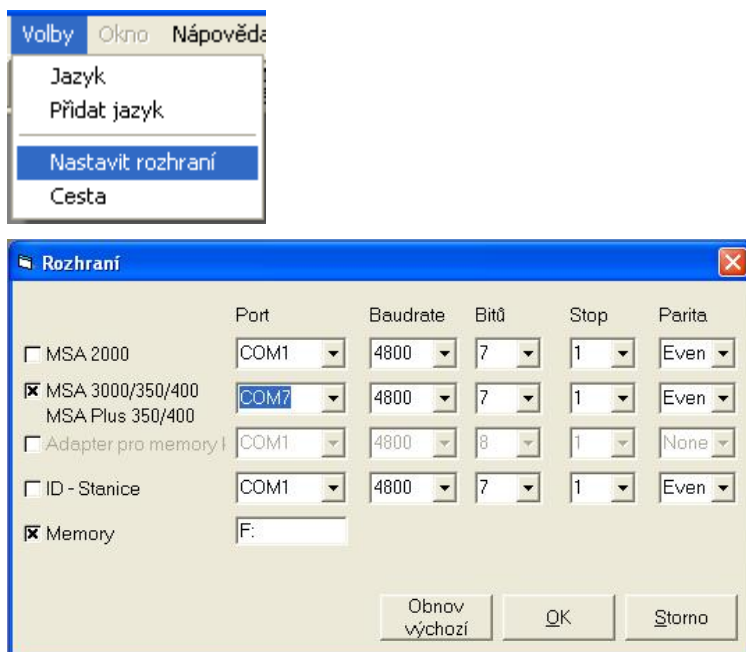 Volby Okno Nápověda
Jazyk
Přidat jazyk
Nastavit rozhraní
Cesta
Rozhraní
Port Baudrate Bitů Stop Parita
MSA 2000 COM1 4800 7 1 Even
MSA 3000/350/400 COM7 4800 7 1 Even
MSA Plus 350/400
Adapter pro memory COM1 4800 8 1 None
ID - Stanice COM1 4800 7 1 Even
Memory F:
Obnov
výchozí OK Storno